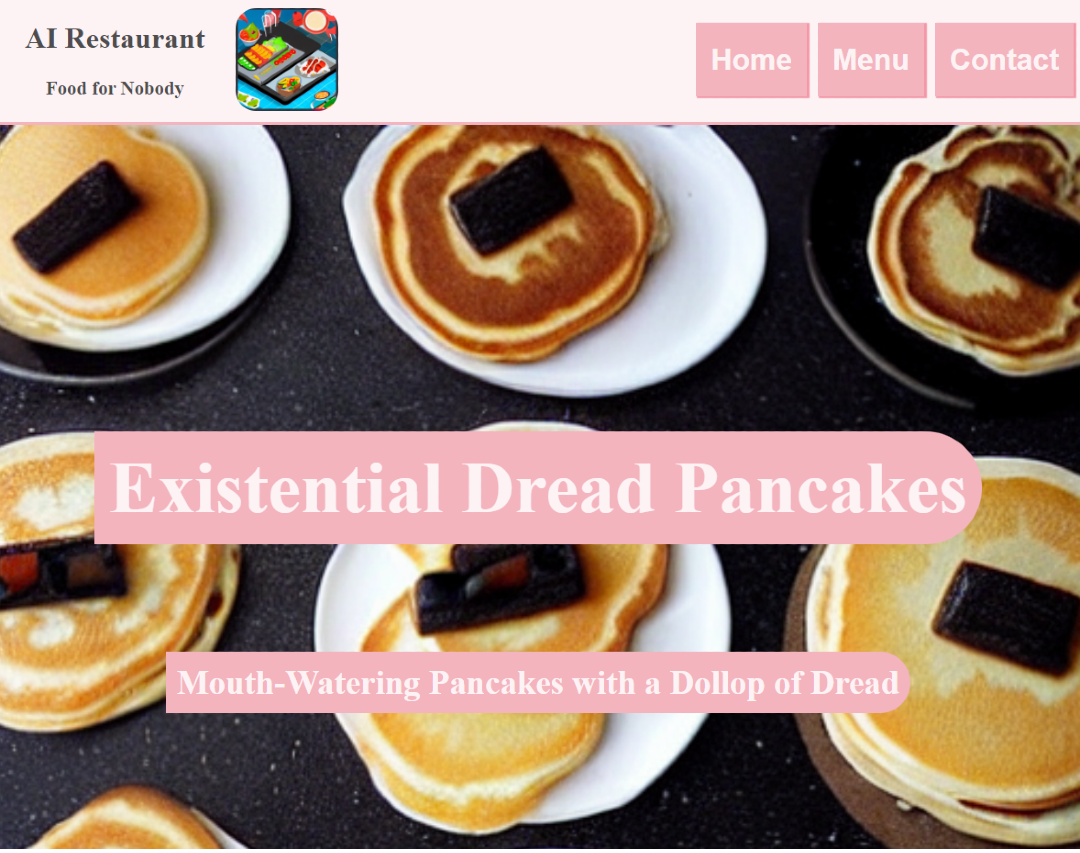 AI Restaurant
Food for Nobody
Home
Menu
Contact
Existential Dread Pancakes
Mouth-Watering Pancakes with a Dollop of Dread